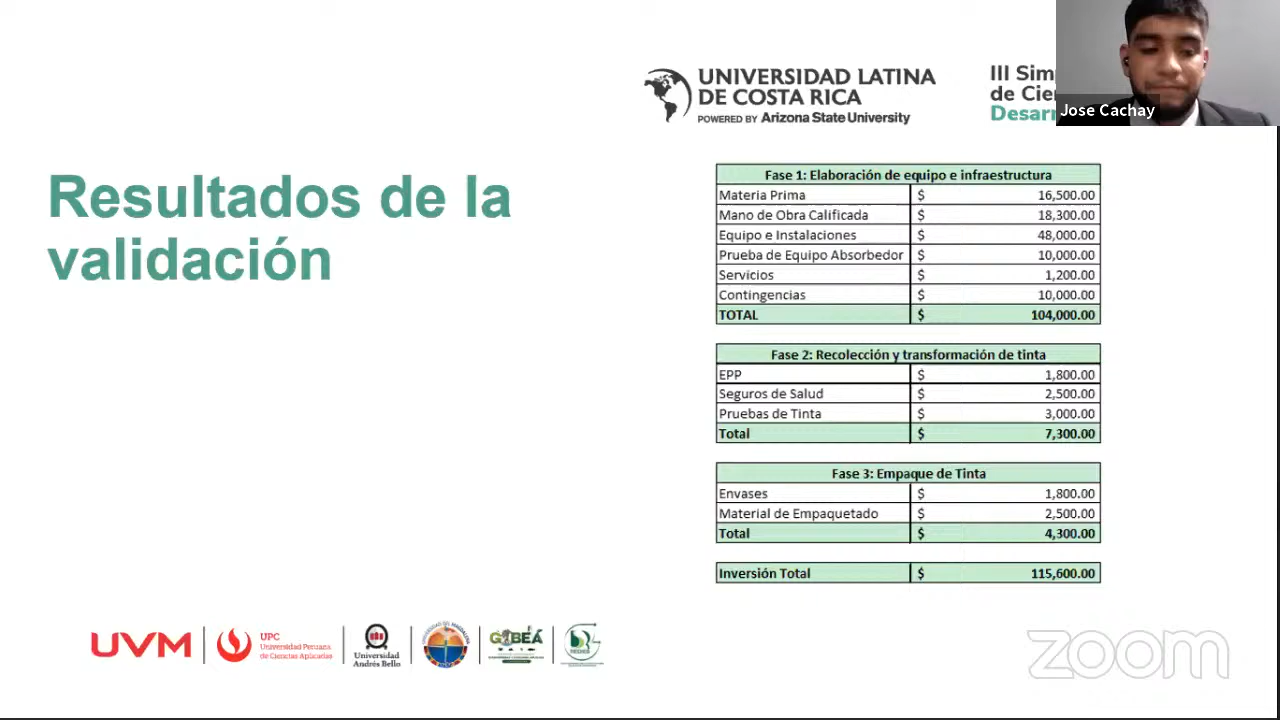 UNIVERSIDAD LATINA
DE COSTA RICA
POWERED BY Arizona State University
III Sim
de Cie
Desarr
Jose Cachay
Resultados de la
validación
Fase 1: Elaboración de equipo e infraestructura
Materia Prima $ 16,500.00
Mano de Obra Calificada $ 18,300.00
Equipo e Instalaciones $ 48,000.00
Prueba de Equipo Absorbedor $ 10,000.00
Servicios $ 1,200.00
Contingencias $ 10,000.00
TOTAL $ 104,000.00
Fase 2: Recolección y transformación de tinta
EPP $ 1,800.00
Seguros de Salud $ 2,500.00
Pruebas de Tinta $ 3,000.00
Total $ 7,300.00
Fase 3: Empaque de Tinta
Envases $ 1,800.00
Material de Empaquetado $ 2,500.00
Total $ 4,300.00
Inversión Total $ 115,600.00
UVM
UPC
Universidad Peruana
de Ciencias Aplicadas
Universidad
Andrés Bello
zoom